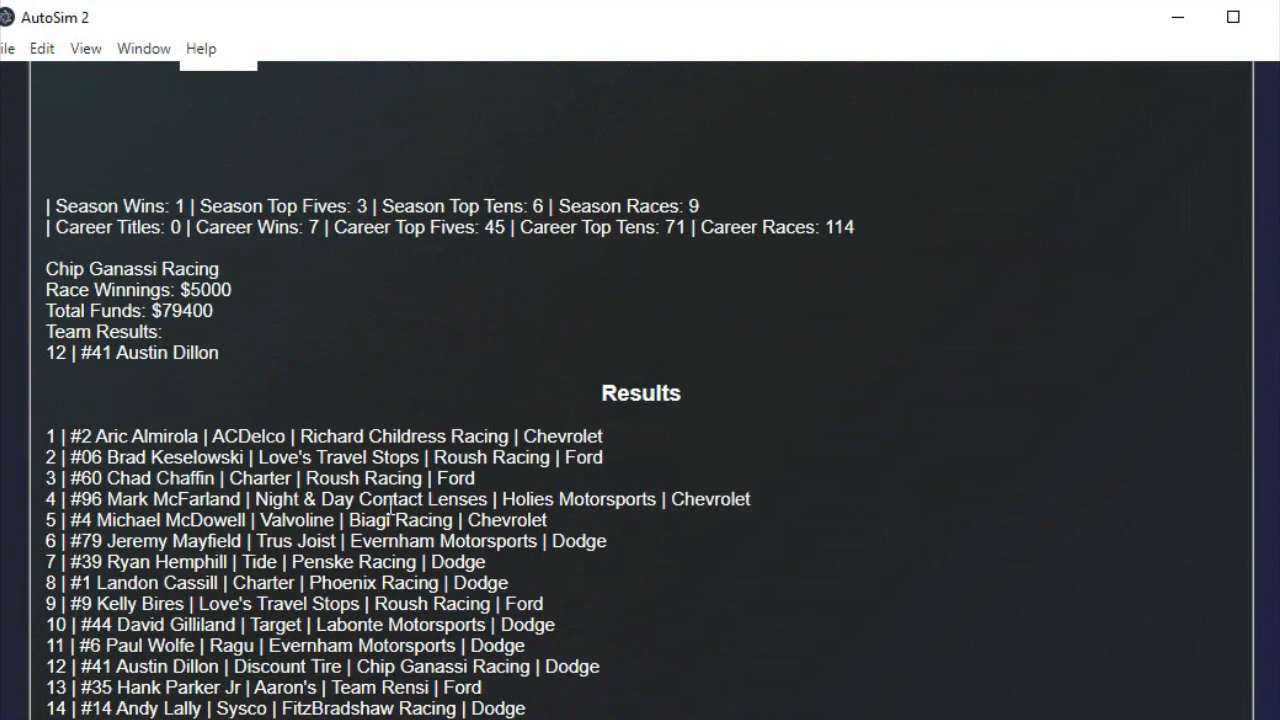 AutoSim 2
ile Edit View Window Help
| Season Wins: 1 | Season Top Fives: 3 | Season Top Tens: 6 | Season Races: 9
| Career Titles: 0 | Career Wins: 7 | Career Top Fives: 45 | Career Top Tens: 71 | Career Races: 114
Chip Ganassi Racing
Race Winnings: $5000
Total Funds: $79400
Team Results:
12 | #41 Austin Dillon
Results
1 | #2 Aric Almirola | ACDelco | Richard Childress Racing | Chevrolet
2 | #06 Brad Keselowski | Love's Travel Stops | Roush Racing | Ford
3 | #60 Chad Chaffin | Charter | Roush Racing | Ford
4 | #96 Mark McFarland | Night & Day Contact Lenses | Holies Motorsports | Chevrolet
5 | #4 Michael McDowell | Valvoline | Biagi Racing | Chevrolet
6 | #79 Jeremy Mayfield | Trus Joist | Evernham Motorsports | Dodge
7 | #39 Ryan Hemphill | Tide | Penske Racing | Dodge
8 | #1 Landon Cassill | Charter | Phoenix Racing | Dodge
9 | #9 Kelly Bires | Love's Travel Stops | Roush Racing | Ford
10 | #44 David Gilliland | Target | Labonte Motorsports | Dodge
11 | #6 Paul Wolfe | Ragu | Evernham Motorsports | Dodge
12 | #41 Austin Dillon | Discount Tire | Chip Ganassi Racing | Dodge
13 | #35 Hank Parker Jr | Aaron's | Team Rensi | Ford
14 | #14 Andy Lally | Sysco | FitzBradshaw Racing | Dodge